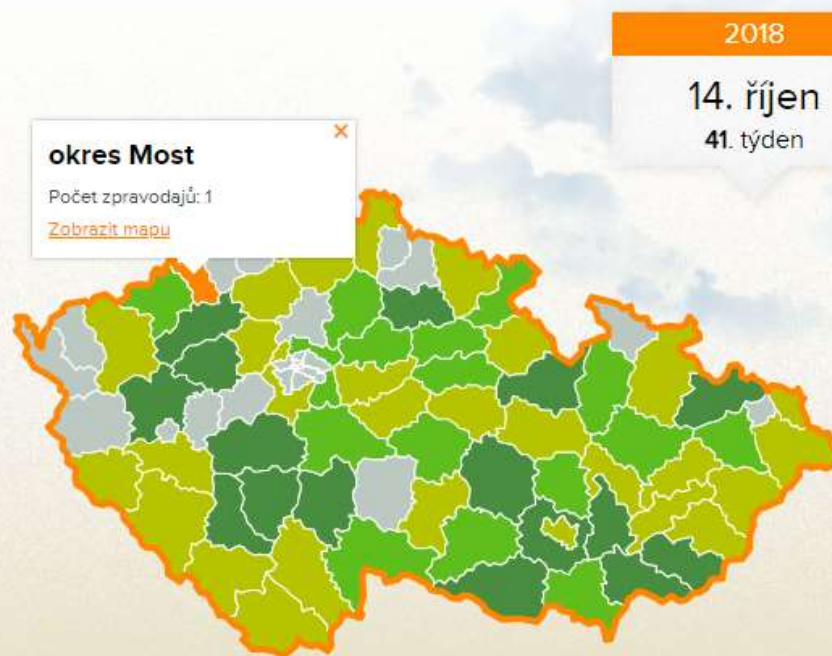 2018
14. říjen
41. týden
okres Most
Počet zpravodajů: 1
Zobrazit mapu